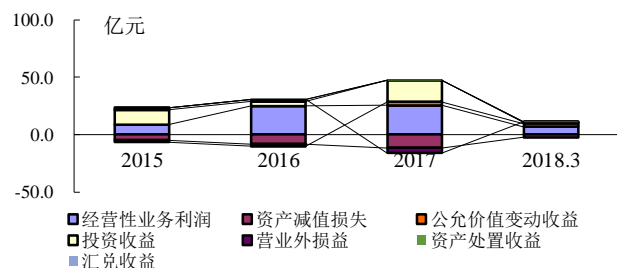 100.0
亿元
50.0
0.0
2015 2016 2017 2018.3
-50.0
经营性业务利润 资产减值损失 公允价值变动收益
投资收益 营业外损益 资产处置收益
汇兑收益